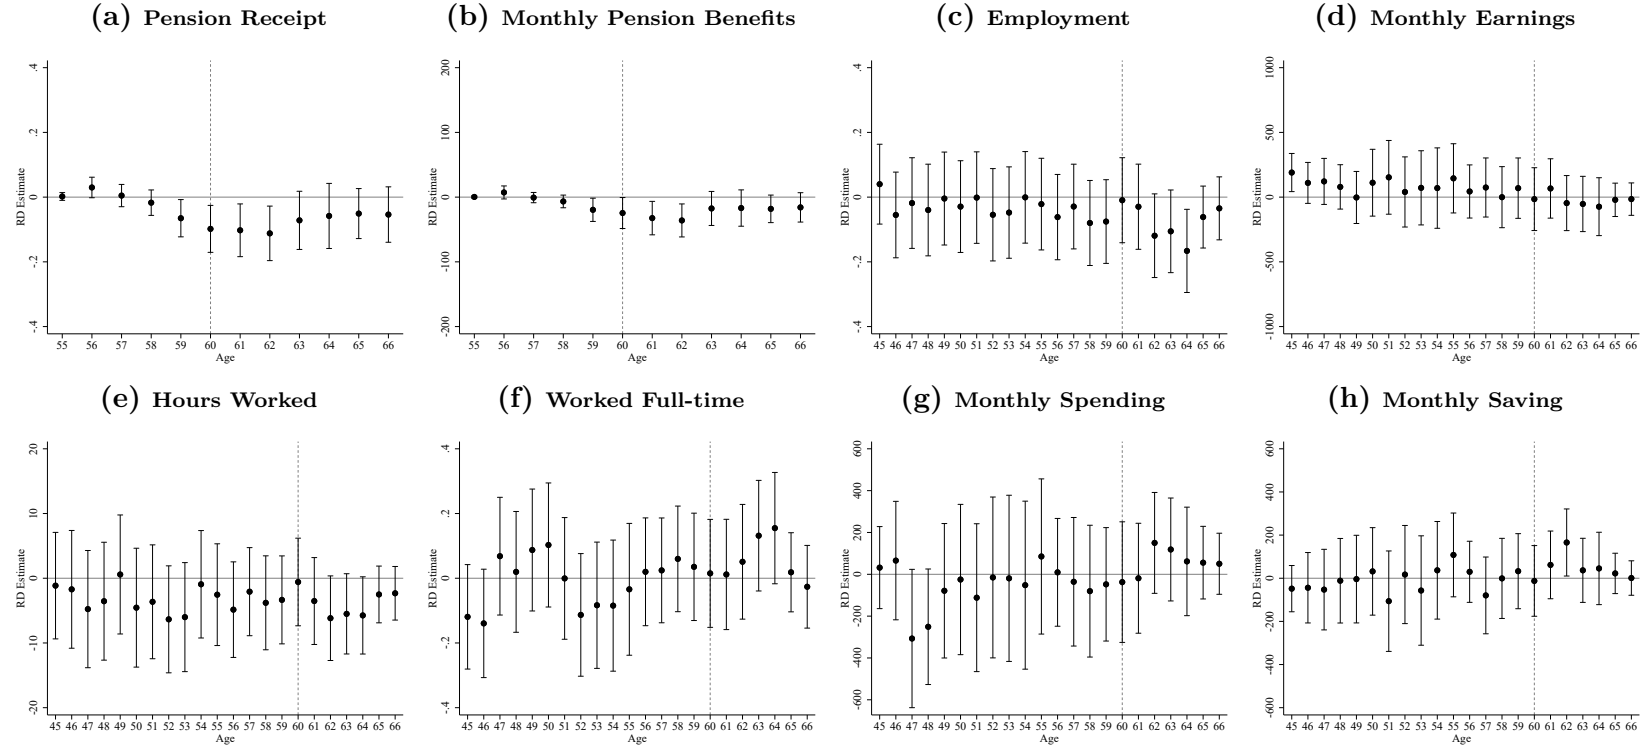 (a) Pension Receipt
(b) Monthly Pension Benefits
(c) Employment
(d) Monthly Earnings
.4
.2
0
-.2
-.4
RD Estimate
55 56 57 58 59 60 61 62 63 64 65 66
Age
200
100
0
-100
-200
RD Estimate
55 56 57 58 59 60 61 62 63 64 65 66
Age
.4
.2
0
-.2
-.4
RD Estimate
45 46 47 48 49 50 51 52 53 54 55 56 57 58 59 60 61 62 63 64 65 66
Age
1000
500
0
-500
-1000
RD Estimate
45 46 47 48 49 50 51 52 53 54 55 56 57 58 59 60 61 62 63 64 65 66
Age
(e) Hours Worked
(f) Worked Full-time
(g) Monthly Spending
(h) Monthly Saving
20
10
0
-10
-20
RD Estimate
45 46 47 48 49 50 51 52 53 54 55 56 57 58 59 60 61 62 63 64 65 66
Age
.4
.2
0
-.2
-.4
RD Estimate
45 46 47 48 49 50 51 52 53 54 55 56 57 58 59 60 61 62 63 64 65 66
Age
600
400
200
0
-200
-400
-600
RD Estimate
45 46 47 48 49 50 51 52 53 54 55 56 57 58 59 60 61 62 63 64 65 66
Age
600
400
200
0
-200
-400
-600
RD Estimate
45 46 47 48 49 50 51 52 53 54 55 56 57 58 59 60 61 62 63 64 65 66
Age